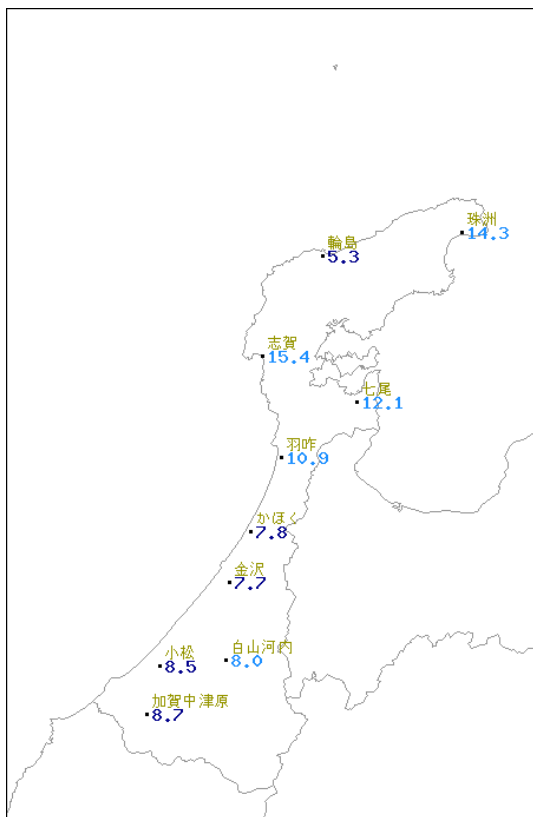 珠洲
14.3
輪島
5.3
志賀
15.4
七尾
12.1
羽咋
10.9
かほく
7.8
金沢
7.7
白山河内
8.0
小松
8.5
加賀中津原
8.7